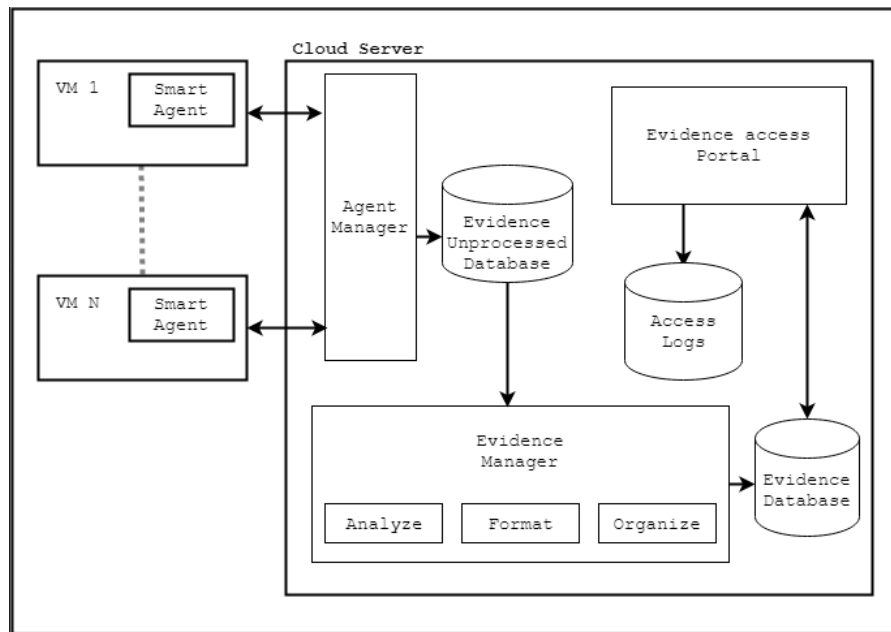 Cloud Server
VM 1
Smart
Agent
VM N
Smart
Agent
Agent
Manager
Evidence
Unprocessed
Database
Evidence access
Portal
Access
Logs
Evidence
Manager
Analyze
Format
Organize
Evidence
Database